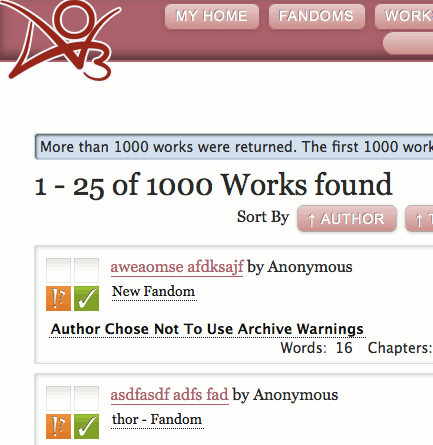 MY HOME FANDOMS WORK
More than 1000 works were returned. The first 1000 work
1 - 25 of 1000 Works found
Sort By ↑ AUTHOR ↑ T
aweaomse afdksajf by Anonymous
New Fandom
Author Chose Not To Use Archive Warnings
Words: 16 Chapters:
asdfasdf adfs fad by Anonymous
thor - Fandom